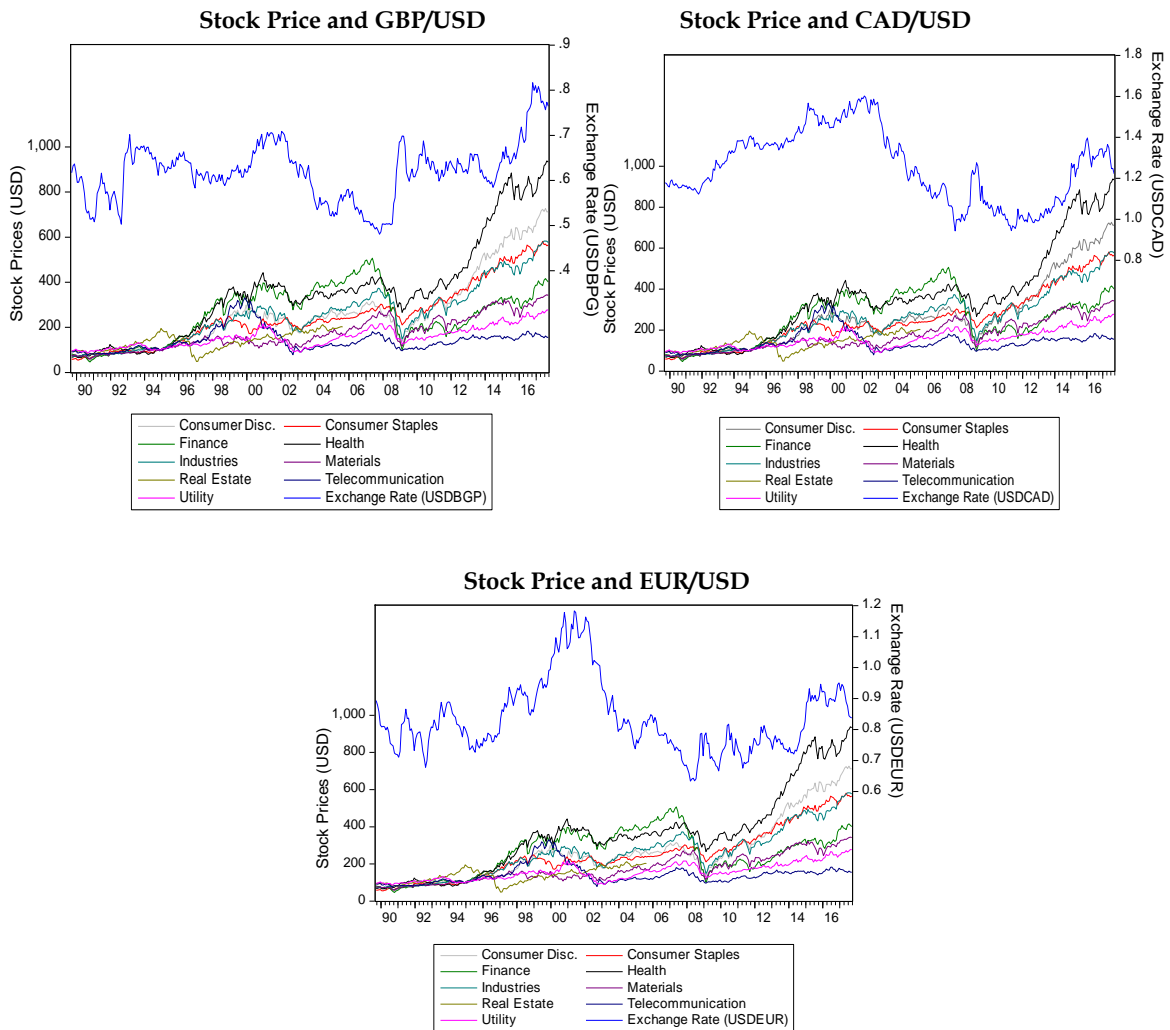 Stock Price and GBP/USD
Stock Price and CAD/USD
Stock Prices (USD)
1,000
800
600
400
200
0
.9
.8
.7
.6
.5
.4
Exchange Rate (USDBPG)
90 92 94 96 98 00 02 04 06 08 10 12 14 16
Consumer Disc. Consumer Staples
Finance Health
Industries Materials
Real Estate Telecommunication
Utility Exchange Rate (USDBGP)
Stock Prices (USD)
1,000
800
600
400
200
0
1.8
1.6
1.4
1.2
1.0
0.8
Exchange Rate (USDCAD)
90 92 94 96 98 00 02 04 06 08 10 12 14 16
Consumer Disc. Consumer Staples
Finance Health
Industries Materials
Real Estate Telecommunication
Utility Exchange Rate (USDCAD)
Stock Price and EUR/USD
Stock Prices (USD)
1,000
800
600
400
200
0
1.2
1.1
1.0
0.9
0.8
0.7
0.6
Exchange Rate (USDEUR)
90 92 94 96 98 00 02 04 06 08 10 12 14 16
Consumer Disc. Consumer Staples
Finance Health
Industries Materials
Real Estate Telecommunication
Utility Exchange Rate (USDEUR)